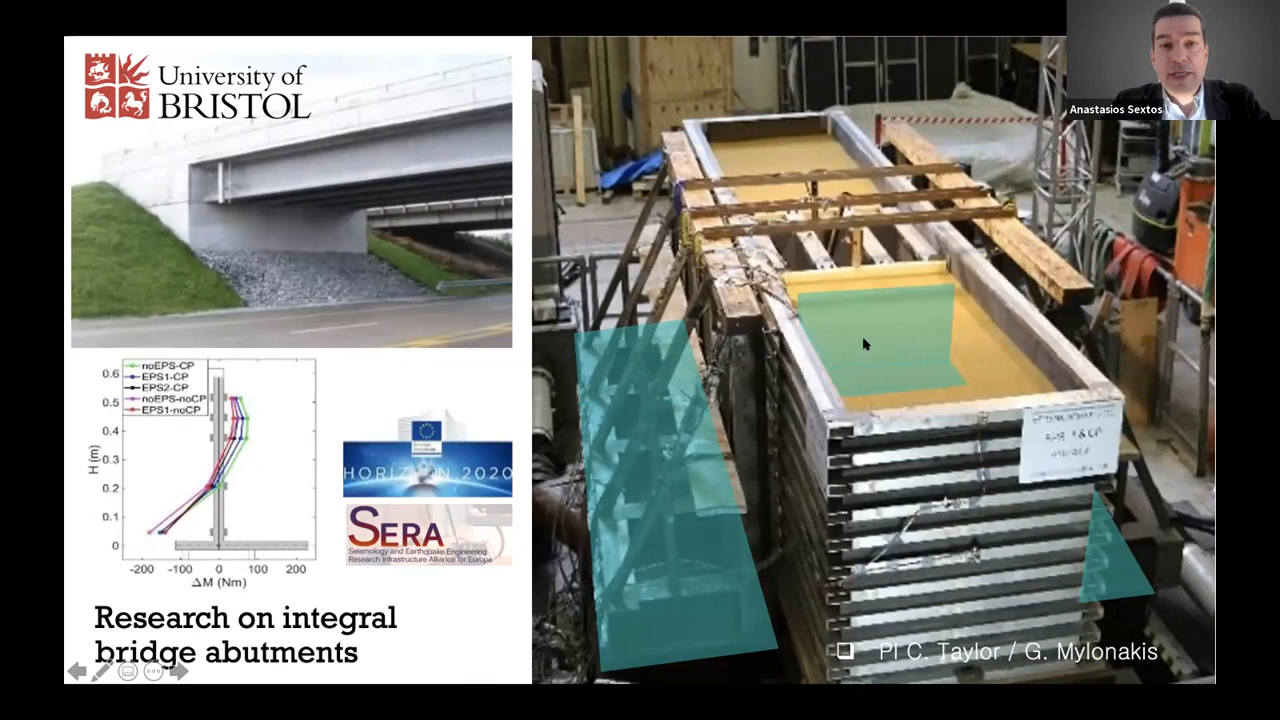 University of
BRISTOL
Anastasios Sextos
noEPS-CP
EPS1-CP
EPS2-CP
noEPS-noCP
EPS1-noCP
0.6
0.5
0.4
0.3
0.2
0.1
0
H (m)
-200 -100 0 100 200
ΔM (Nm)
HORIZON 2020
SERA
Seismology and Earthquake Engineering
Research Infrastructure Alliance for Europe
Research on integral
bridge abutments
PI C. Taylor / G. Mylonakis